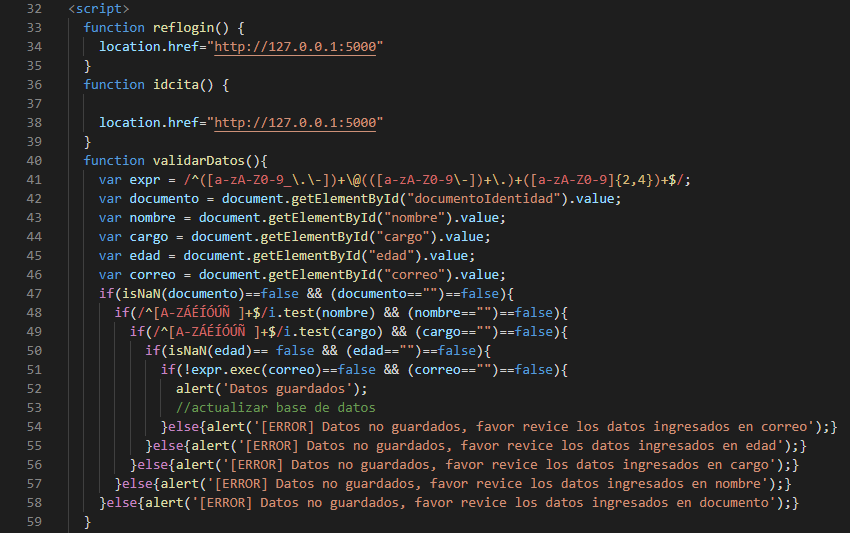 32 <script>
33 function reflogin() {
34 location.href="http://127.0.0.1:5000"
35 }
36 function idcita() {
37
38 location.href="http://127.0.0.1:5000"
39 }
40 function validarDatos(){
41 var expr = /^([a-zA-Z0-9_\.\-])+\@(([a-zA-Z0-9\-])+\.)+([a-zA-Z0-9]{2,4})+$/;
42 var documento = document.getElementById("documentoIdentidad").value;
43 var nombre = document.getElementById("nombre").value;
44 var cargo = document.getElementById("cargo").value;
45 var edad = document.getElementById("edad").value;
46 var correo = document.getElementById("correo").value;
47 if(isNaN(documento)==false && (documento=="")==false){
48 if(/^[A-ZÁÉÍÓÚÑ ]+$/i.test(nombre) && (nombre=="")==false){
49 if(/^[A-ZÁÉÍÓÚÑ ]+$/i.test(cargo) && (cargo=="")==false){
50 if(isNaN(edad)== false && (edad=="")==false){
51 if(!expr.exec(correo)==false && (correo=="")==false){
52 alert('Datos guardados');
53 //actualizar base de datos
54 }else{alert('[ERROR] Datos no guardados, favor revice los datos ingresados en correo');}
55 }else{alert('[ERROR] Datos no guardados, favor revice los datos ingresados en edad');}
56 }else{alert('[ERROR] Datos no guardados, favor revice los datos ingresados en cargo');}
57 }else{alert('[ERROR] Datos no guardados, favor revice los datos ingresados en nombre');}
58 }else{alert('[ERROR] Datos no guardados, favor revice los datos ingresados en documento');}
59 }